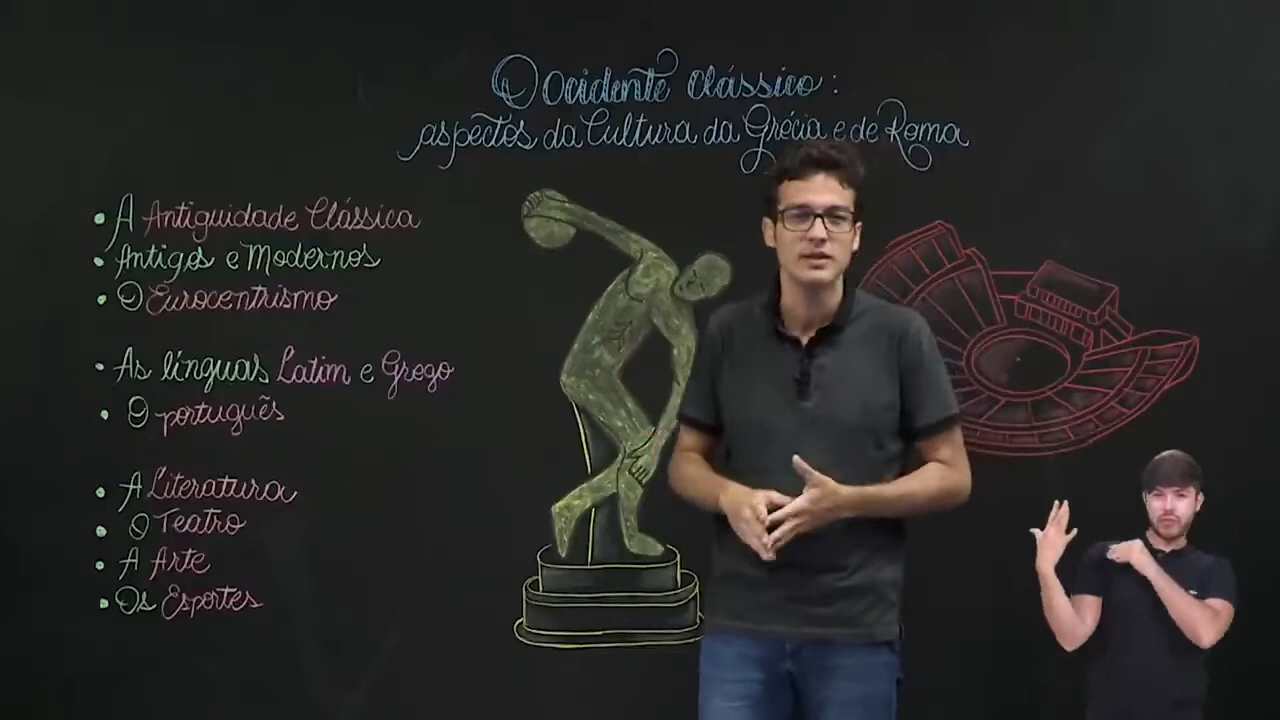 O Ocidente clássico:
aspectos da Cultura da Grécia e de Roma
• A Antiguidade Clássica
• Antigos e Modernos
• O Eurocentrismo
• As línguas Latim e Grego
• O português
• A Literatura
• O Teatro
• A Arte
• Os Esportes